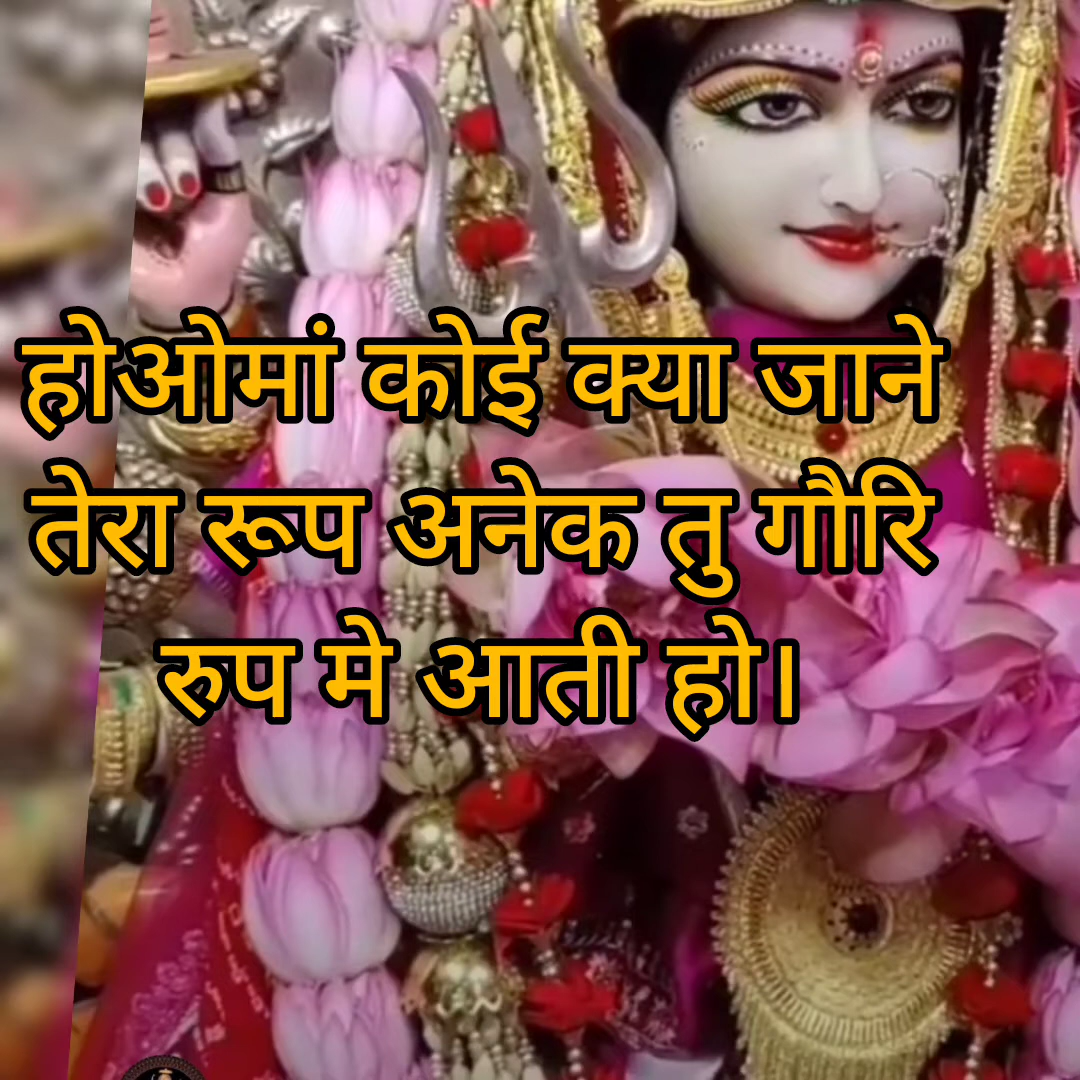 होओमां कोई क्या जाने
तेरा रूप अनेक तु गौरि
रुप मे आती हो।